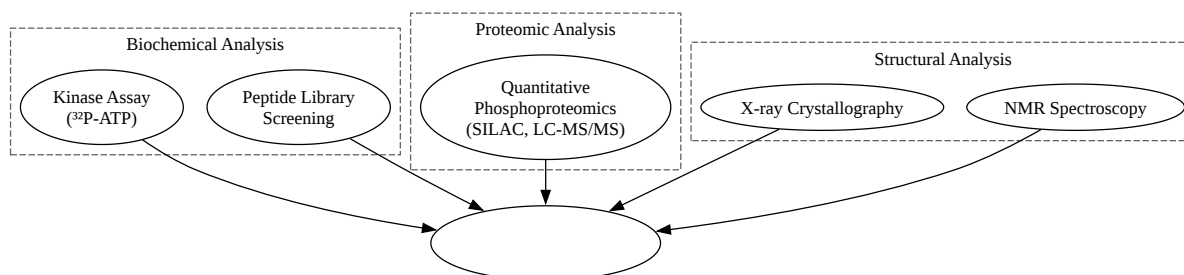 Biochemical Analysis
Kinase Assay
(³²P-ATP)
Peptide Library
Screening
Proteomic Analysis
Quantitative
Phosphoproteomics
(SILAC, LC-MS/MS)
Structural Analysis
X-ray Crystallography
NMR Spectroscopy